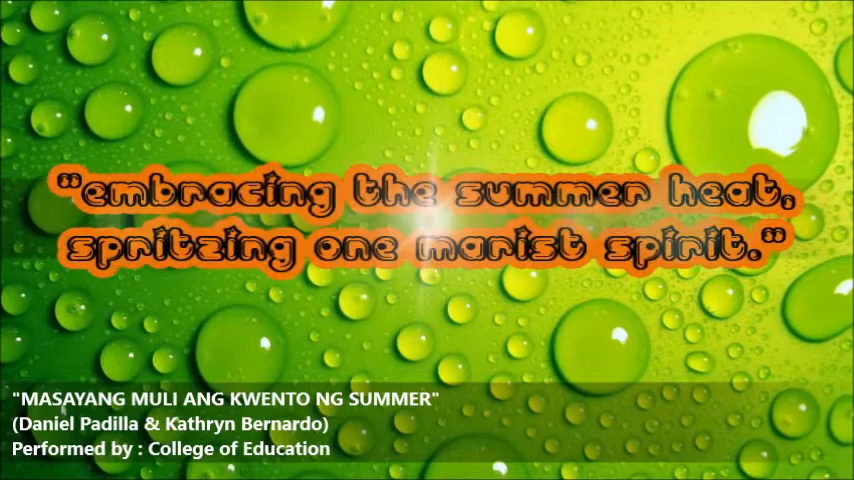 "embracing the summer heat,
spritzing one marist spirit."
"MASAYANG MULI ANG KWENTO NG SUMMER"
(Daniel Padilla & Kathryn Bernardo)
Performed by : College of Education